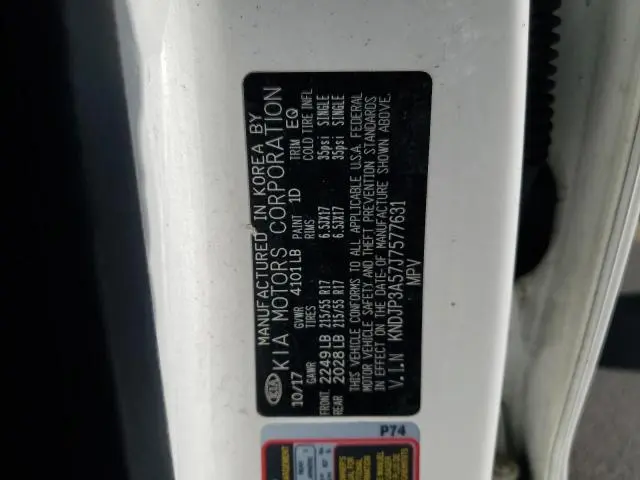 KIA
MANUFACTURED IN KOREA BY
KIA MOTORS CORPORATION
10/17 GVWR 4101LB PAINT 1D TRIM EQ
GAWR TIRES RIMS COLD TIRE INFL
FRONT 2249LB 215/55 R17 6.5JX17 35psi SINGLE
REAR 2028LB 215/55 R17 6.5JX17 35psi SINGLE
THIS VEHICLE CONFORMS TO ALL APPLICABLE U.S.A. FEDERAL
MOTOR VEHICLE SAFETY AND THEFT PREVENTION STANDARDS
IN EFFECT ON THE DATE OF MANUFACTURE SHOWN ABOVE.
V.I.N KNDJP3A57J7577631
MPV
P74